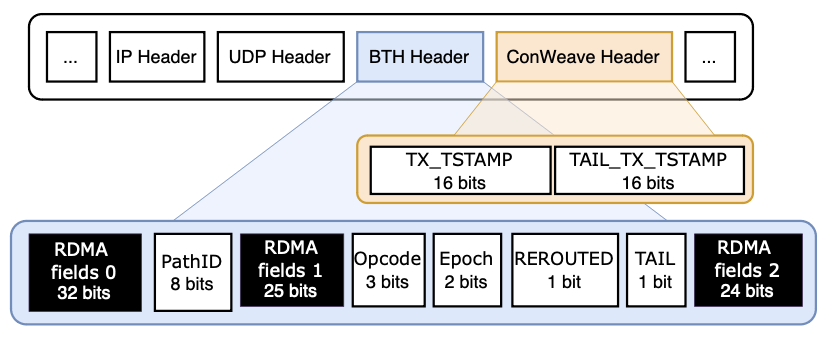 ...
IP Header
UDP Header
BTH Header
ConWeave Header
...
TX_TSTAMP
16 bits
TAIL_TX_TSTAMP
16 bits
RDMA
fields 0
32 bits
PathID
8 bits
RDMA
fields 1
25 bits
Opcode
3 bits
Epoch
2 bits
REROUTED
1 bit
TAIL
1 bit
RDMA
fields 2
24 bits